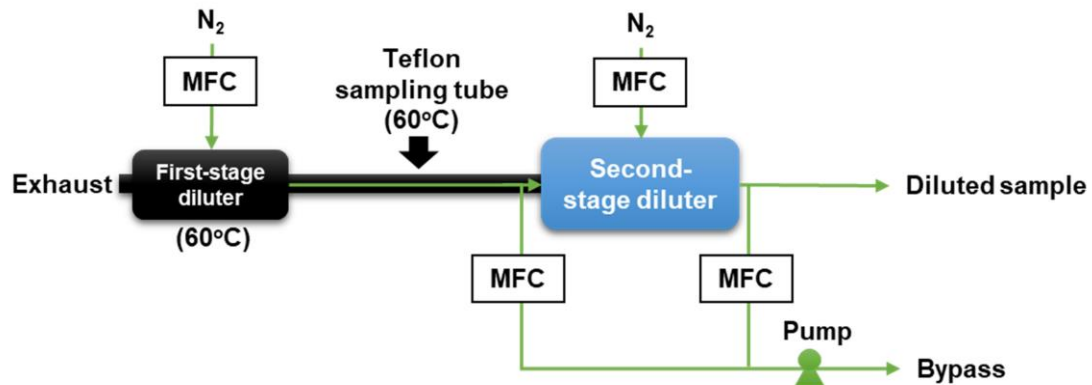 N2
MFC
Teflon
sampling tube
(60°C)
N2
MFC
Exhaust
First-stage
diluter
(60°C)
Second-
stage diluter
Diluted sample
MFC
MFC
Pump
Bypass